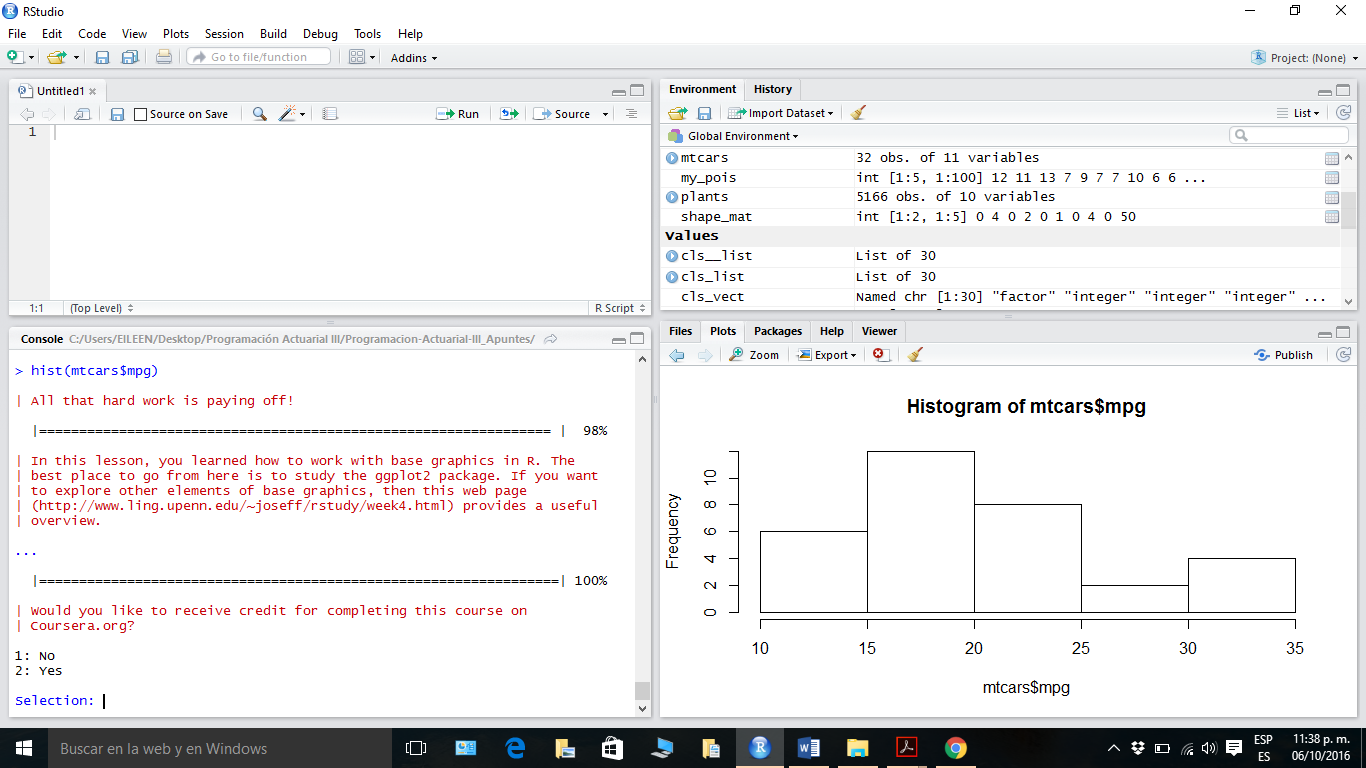 RStudio
File Edit Code View Plots Session Build Debug Tools Help
Go to file/function Addins Project: (None)
Untitled1
Source on Save Run Source
1
1:1 (Top Level) R Script
Console C:/Users/EILEEN/Desktop/Programación Actuarial III/Programacion-Actuarial-III_Apuntes/
> hist(mtcars$mpg)
| All that hard work is paying off!
|================================================================ | 98%
| In this lesson, you learned how to work with base graphics in R. The
| best place to go from here is to study the ggplot2 package. If you want
| to explore other elements of base graphics, then this web page
| (http://www.ling.upenn.edu/~joseff/rstudy/week4.html) provides a useful
| overview.
...
|=================================================================| 100%
| Would you like to receive credit for completing this course on
| Coursera.org?
1: No
2: Yes
Selection:
Environment History
Import Dataset List
Global Environment
mtcars 32 obs. of 11 variables
my_pois int [1:5, 1:100] 12 11 13 7 9 7 7 10 6 6 ...
plants 5166 obs. of 10 variables
shape_mat int [1:2, 1:5] 0 4 0 2 0 1 0 4 0 50
Values
cls__list List of 30
cls_list List of 30
cls_vect Named chr [1:30] "factor" "integer" "integer" "integer" ...
Files Plots Packages Help Viewer
Zoom Export Publish
Histogram of mtcars$mpg
Frequency
10
8
6
4
2
0
10 15 20 25 30 35
mtcars$mpg
Buscar en la web y en Windows
ESP
ES
11:38 p. m.
06/10/2016